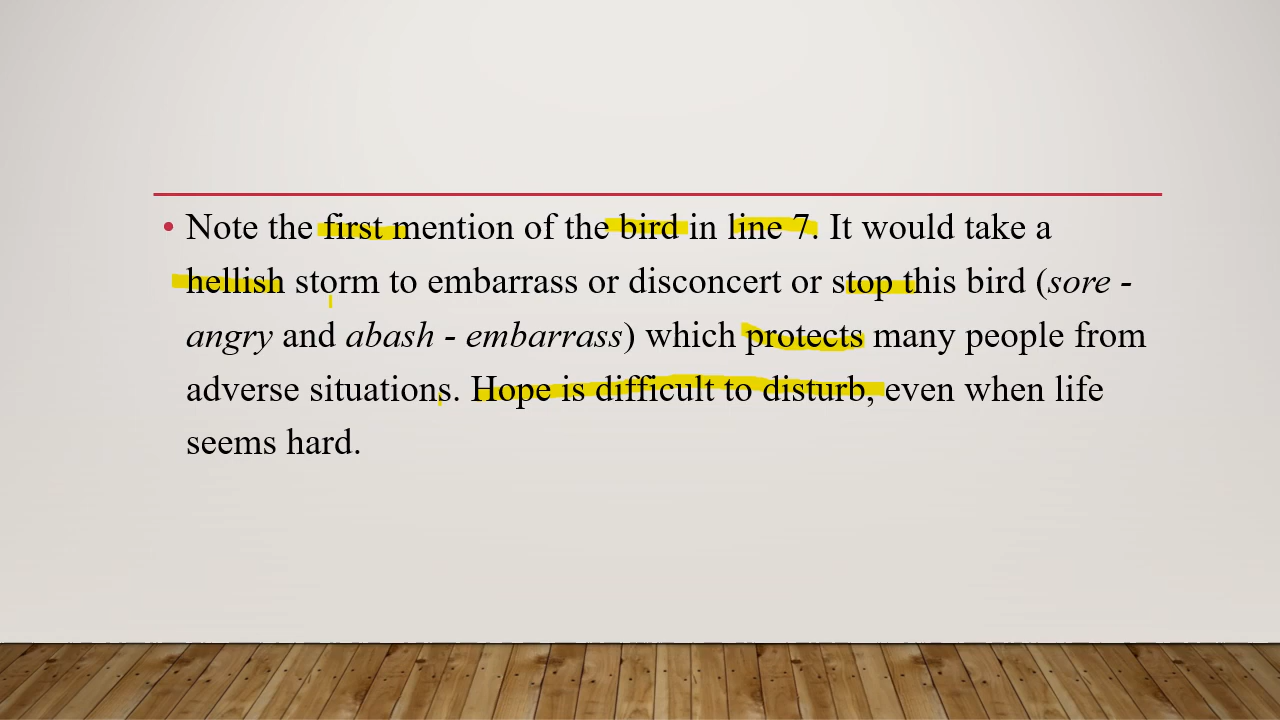 • Note the first mention of the bird in line 7. It would take a
hellish storm to embarrass or disconcert or stop this bird (sore -
angry and abash - embarrass) which protects many people from
adverse situations. Hope is difficult to disturb, even when life
seems hard.